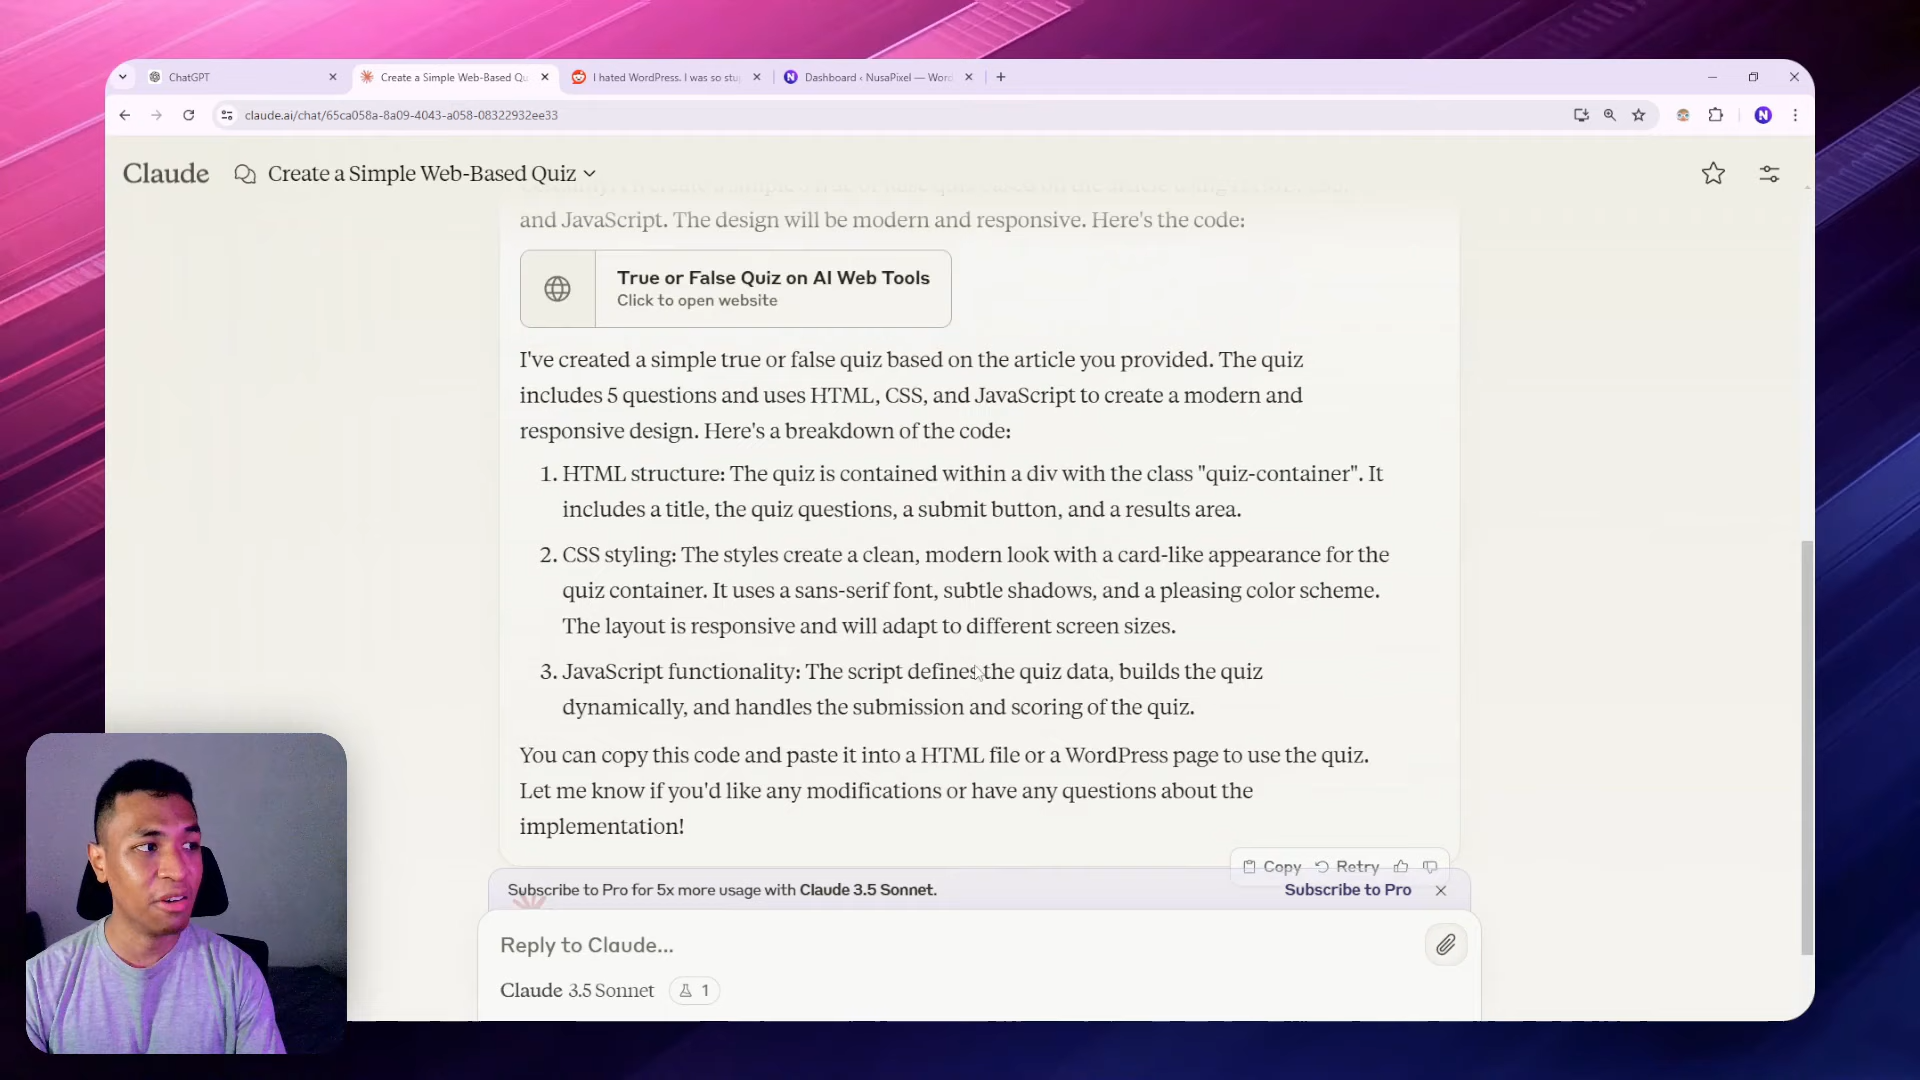 ChatGPT
Create a Simple Web-Based Qu
I hated WordPress. I was so stu
Dashboard ‹ NusaPixel — Word
claude.ai/chat/65ca058a-8a09-4043-a058-08322932ee33
N
Claude
Create a Simple Web-Based Quiz
and JavaScript. The design will be modern and responsive. Here's the code:
True or False Quiz on AI Web Tools
Click to open website
I've created a simple true or false quiz based on the article you provided. The quiz
includes 5 questions and uses HTML, CSS, and JavaScript to create a modern and
responsive design. Here's a breakdown of the code:
1. HTML structure: The quiz is contained within a div with the class "quiz-container". It
includes a title, the quiz questions, a submit button, and a results area.
2. CSS styling: The styles create a clean, modern look with a card-like appearance for the
quiz container. It uses a sans-serif font, subtle shadows, and a pleasing color scheme.
The layout is responsive and will adapt to different screen sizes.
3. JavaScript functionality: The script defines the quiz data, builds the quiz
dynamically, and handles the submission and scoring of the quiz.
You can copy this code and paste it into a HTML file or a WordPress page to use the quiz.
Let me know if you'd like any modifications or have any questions about the
implementation!
Copy Retry
Subscribe to Pro for 5x more usage with Claude 3.5 Sonnet.
Subscribe to Pro
Reply to Claude...
Claude 3.5 Sonnet
1